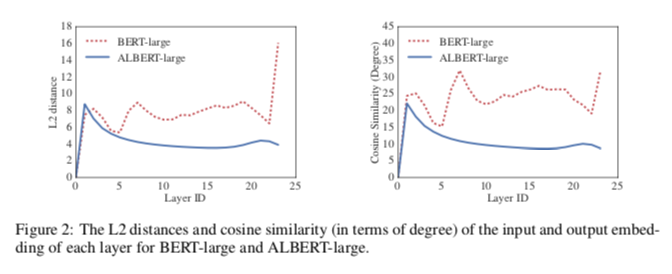 18
16
14
12
10
8
6
4
2
0
L2 distance
BERT-large
ALBERT-large
0 5 10 15 20 25
Layer ID
45
40
35
30
25
20
15
10
5
0
Cosine Similarity (Degree)
BERT-large
ALBERT-large
0 5 10 15 20 25
Layer ID
Figure 2: The L2 distances and cosine similarity (in terms of degree) of the input and output embed-
ding of each layer for BERT-large and ALBERT-large.